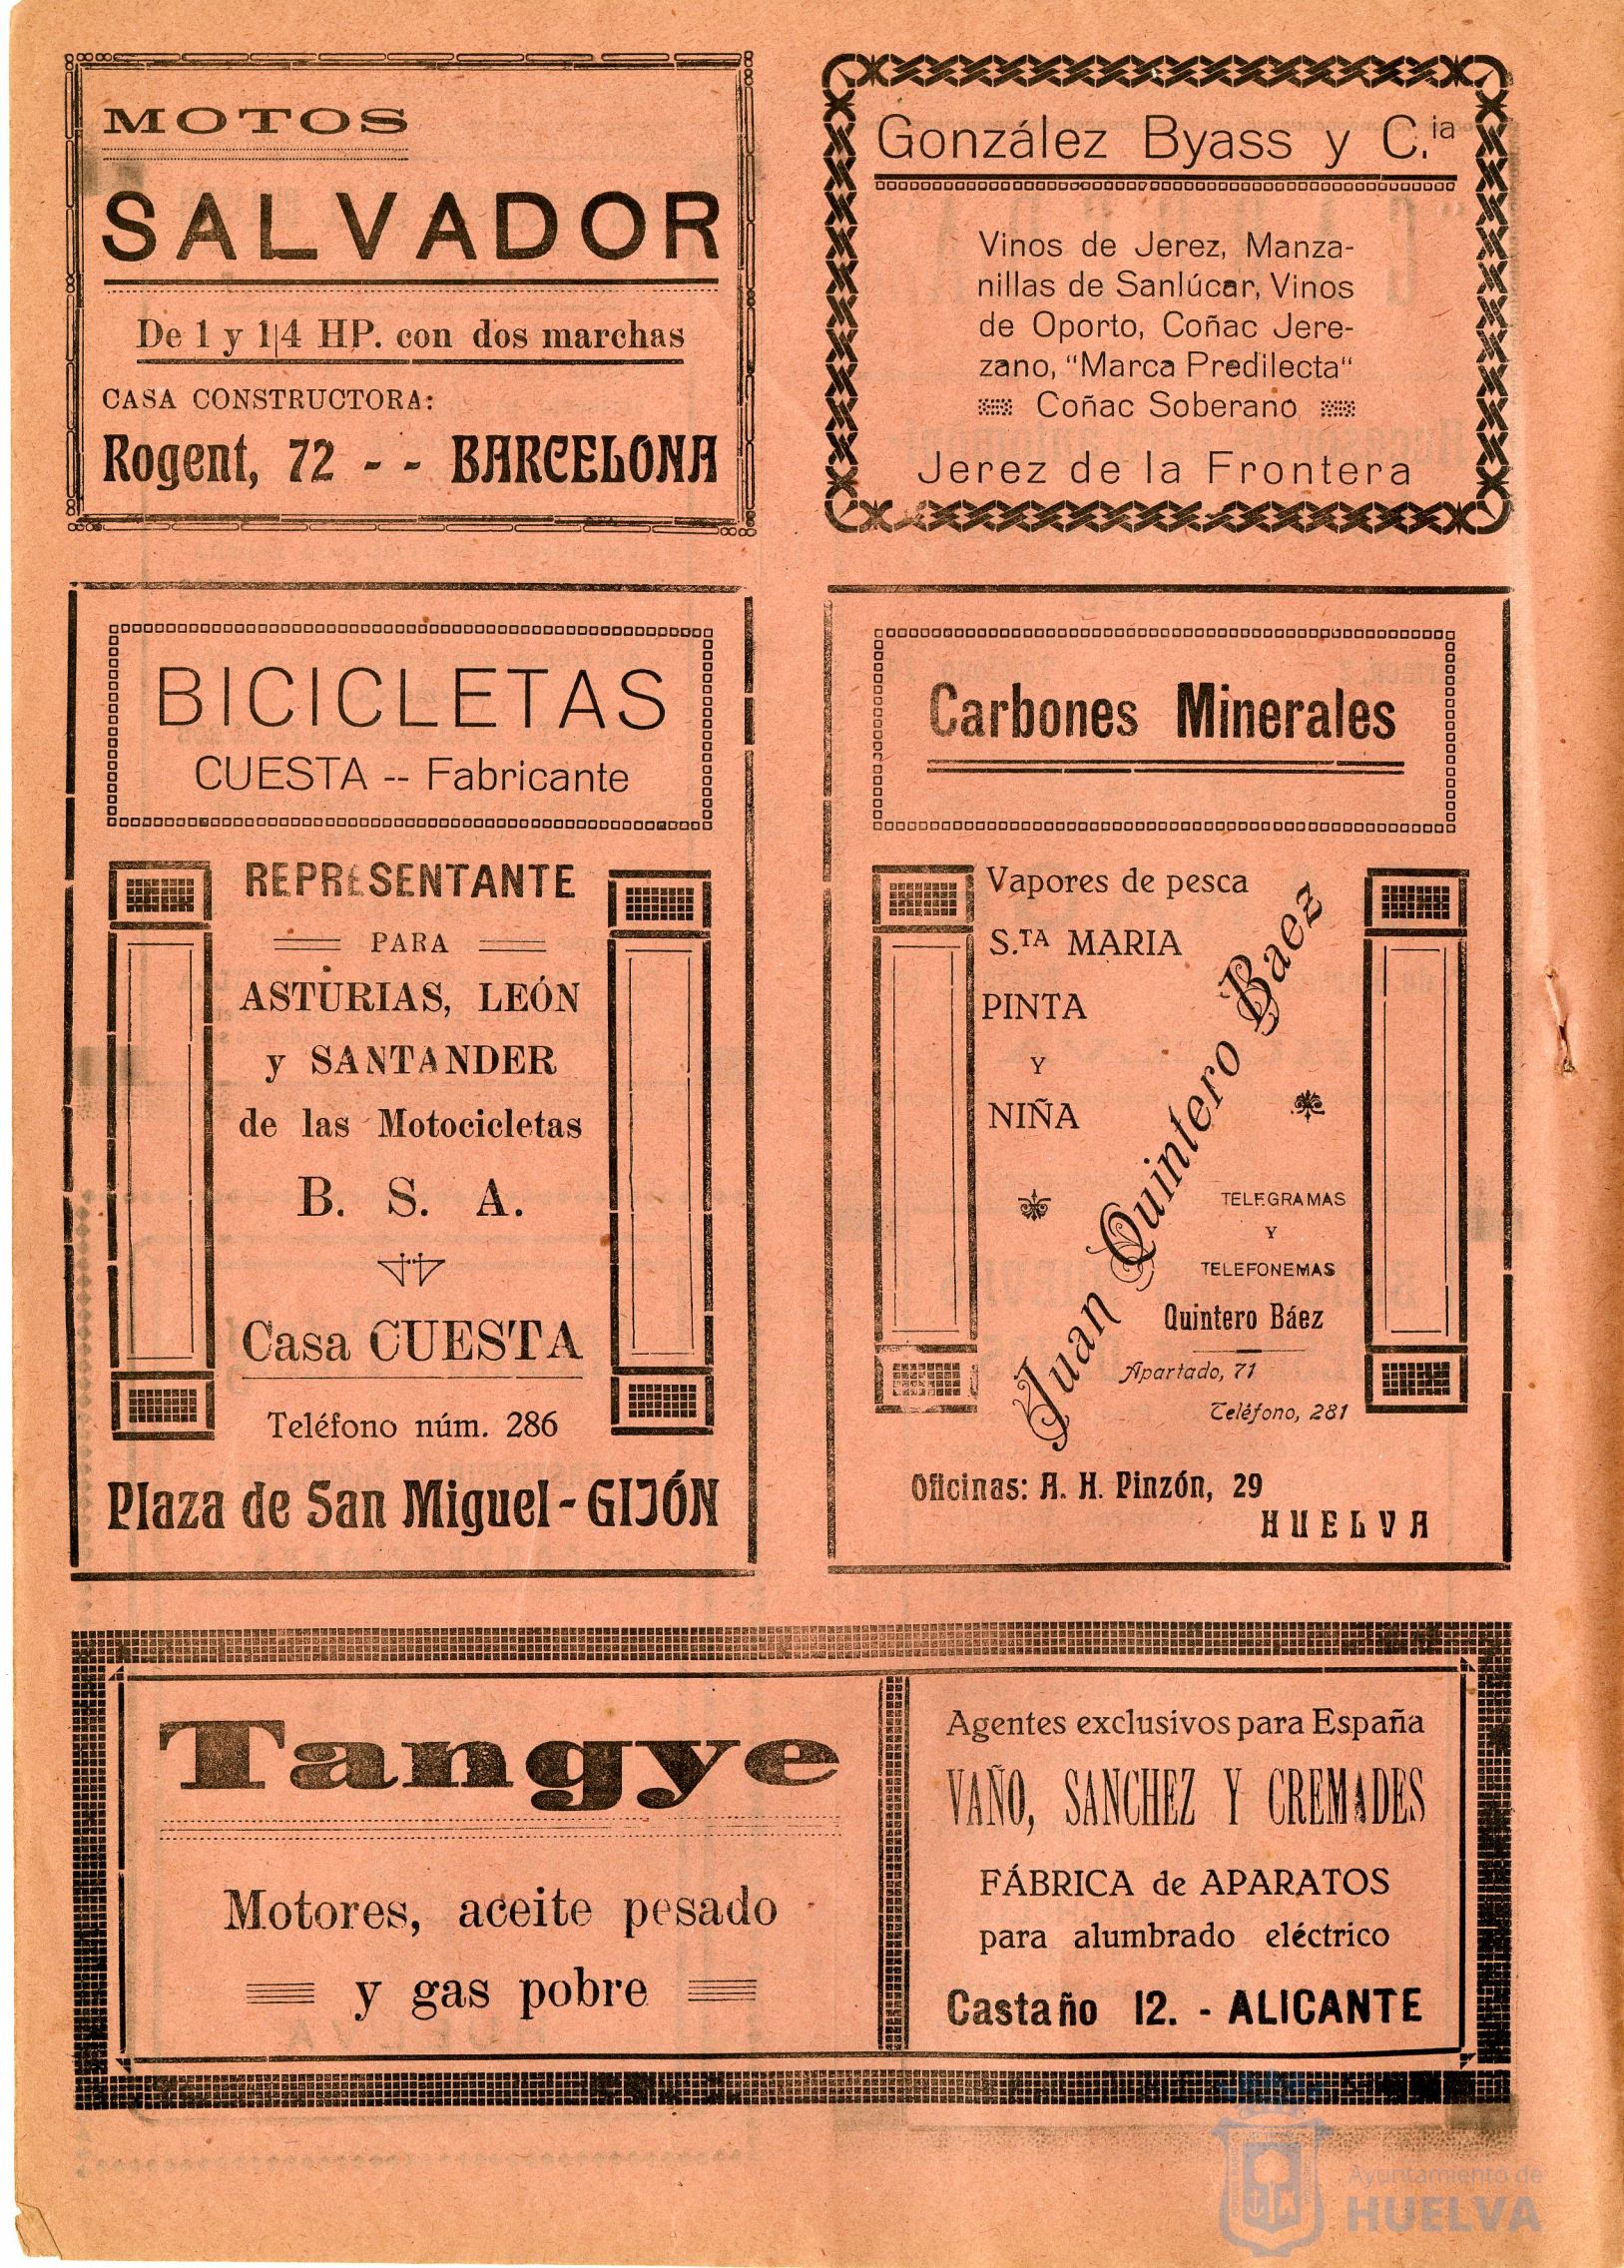 MOTOS
SALVADOR
De 1 y 1|4 HP. con dos marchas
CASA CONSTRUCTORA:
Rogent, 72 - - BARCELONA
González Byass y C.ia
Vinos de Jerez, Manza-
nillas de Sanlúcar, Vinos
de Oporto, Coñac Jere-
zano, "Marca Predilecta"
Coñac Soberano
Jerez de la Frontera
BICICLETAS
CUESTA -- Fabricante
REPRESENTANTE
PARA
ASTURIAS, LEÓN
y SANTANDER
de las Motocicletas
B. S. A.
Casa CUESTA
Teléfono núm. 286
Plaza de San Miguel - GIJÓN
Carbones Minerales
Vapores de pesca
S.TA MARIA
PINTA
Y
NIÑA
Juan Quintero Baez
TELEGRAMAS
Y
TELEFONEMAS
Quintero Báez
Apartado, 71
Teléfono, 281
Oficinas: A. H. Pinzón, 29
HUELVA
Tangye
Motores, aceite pesado
y gas pobre
Agentes exclusivos para España
VAÑO, SANCHEZ Y CREMADES
FÁBRICA de APARATOS
para alumbrado eléctrico
Castaño 12. - ALICANTE
Ayuntamiento de
HUELVA